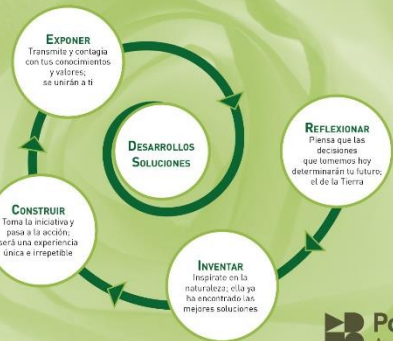 EXPONER
Transmite y contagia
con tus conocimientos
y valores;
se unirán a ti
DESARROLLOS
SOLUCIONES
REFLEXIONAR
Piensa que las
decisiones
que tomemos hoy
determinarán tu futuro;
el de la Tierra
CONSTRUIR
Toma la iniciativa y
pasa a la acción;
será una experiencia
única e irrepetible
INVENTAR
Inspírate en la
naturaleza; ella ya
ha encontrado las
mejores soluciones